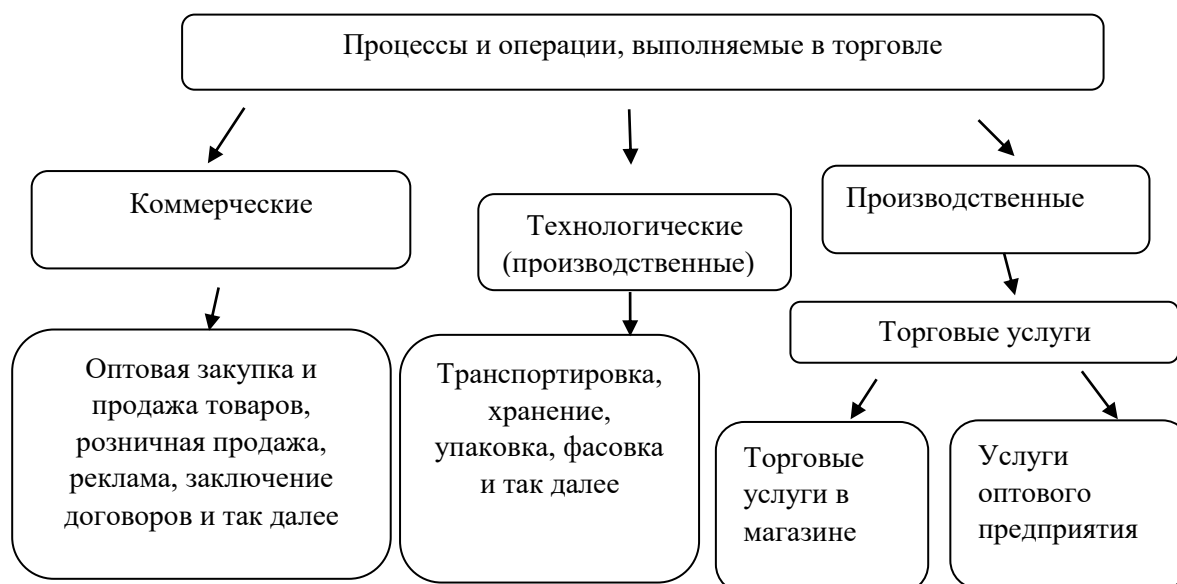 Процессы и операции, выполняемые в торговле
Коммерческие
Технологические
(производственные)
Производственные
Торговые услуги
Оптовая закупка и
продажа товаров,
розничная продажа,
реклама, заключение
договоров и так далее
Транспортировка,
хранение,
упаковка, фасовка
и так далее
Торговые
услуги в
магазине
Услуги
оптового
предприятия